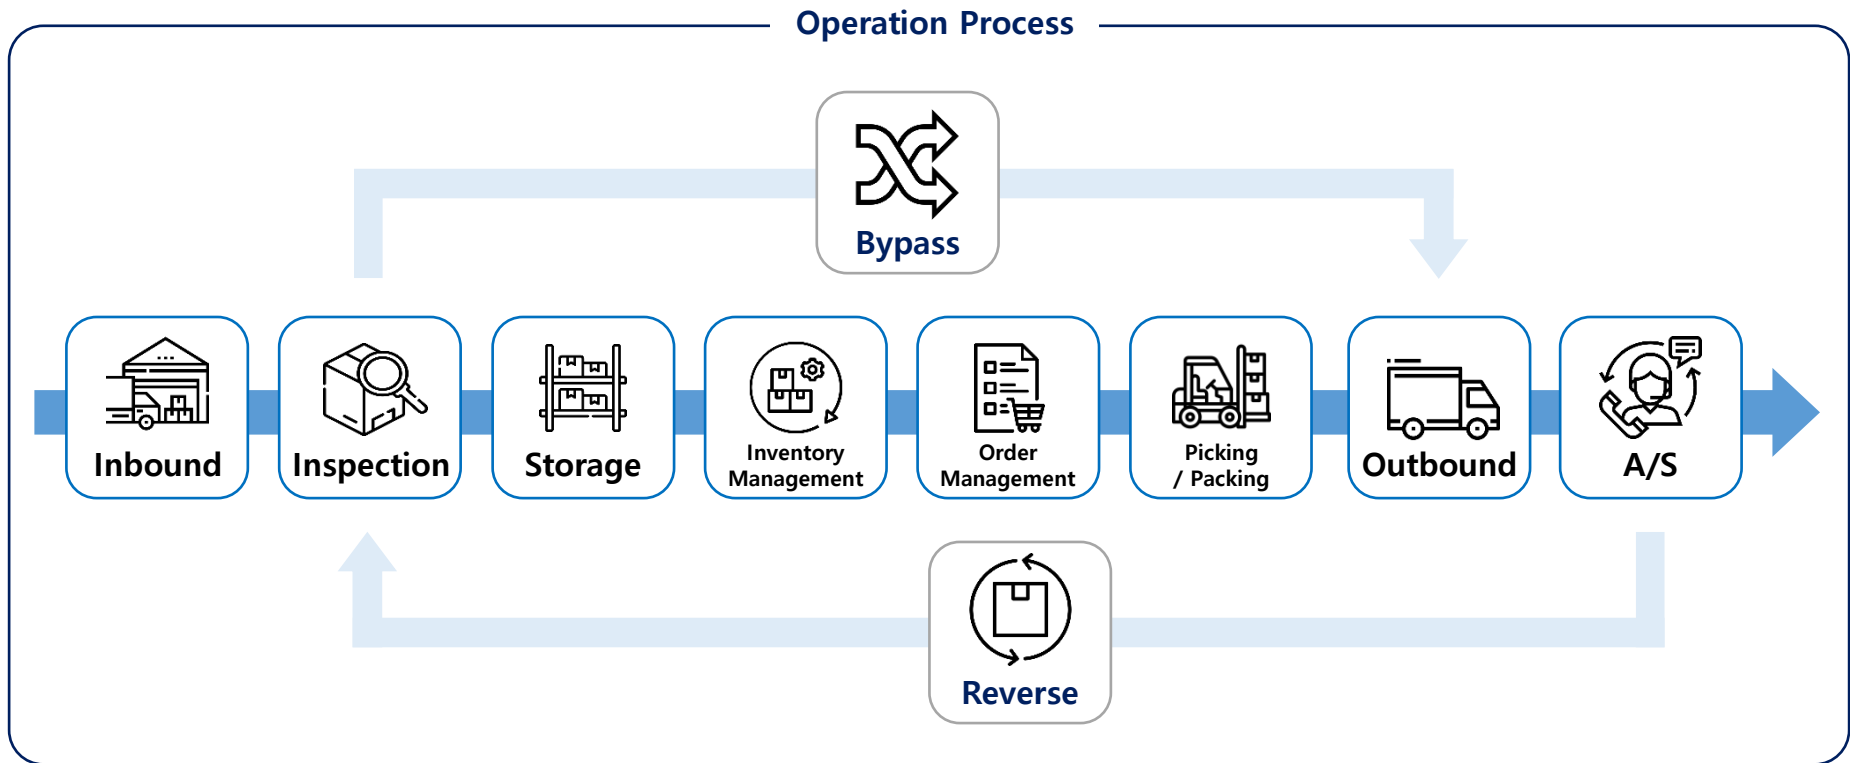 Operation Process
Bypass
Inbound
Inspection
Storage
Inventory
Management
Order
Management
Picking
/ Packing
Outbound
A/S
Reverse